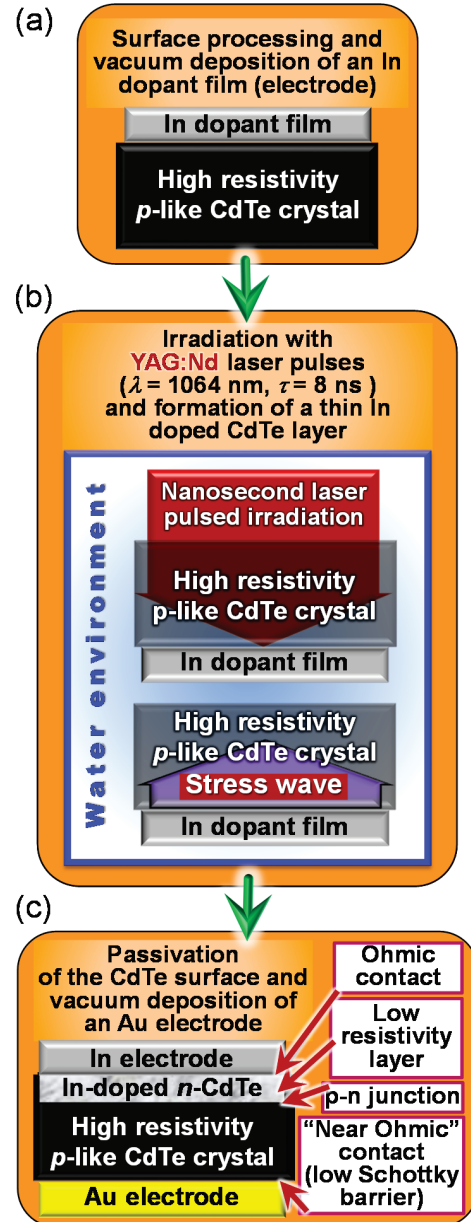 (a)
Surface processing and
vacuum deposition of an In
dopant film (electrode)
In dopant film
High resistivity
p-like CdTe crystal
(b)
Irradiation with
YAG:Nd laser pulses
(λ = 1064 nm, τ = 8 ns )
and formation of a thin In
doped CdTe layer
Water environment
Nanosecond laser
pulsed irradiation
High resistivity
p-like CdTe crystal
In dopant film
High resistivity
p-like CdTe crystal
Stress wave
In dopant film
(c)
Passivation
of the CdTe surface and
vacuum deposition of
an Au electrode
In electrode
In-doped n-CdTe
High resistivity
p-like CdTe crystal
Au electrode
Ohmic
contact
Low
resistivity
layer
p-n junction
“Near Ohmic”
contact
(low Schottky
barrier)